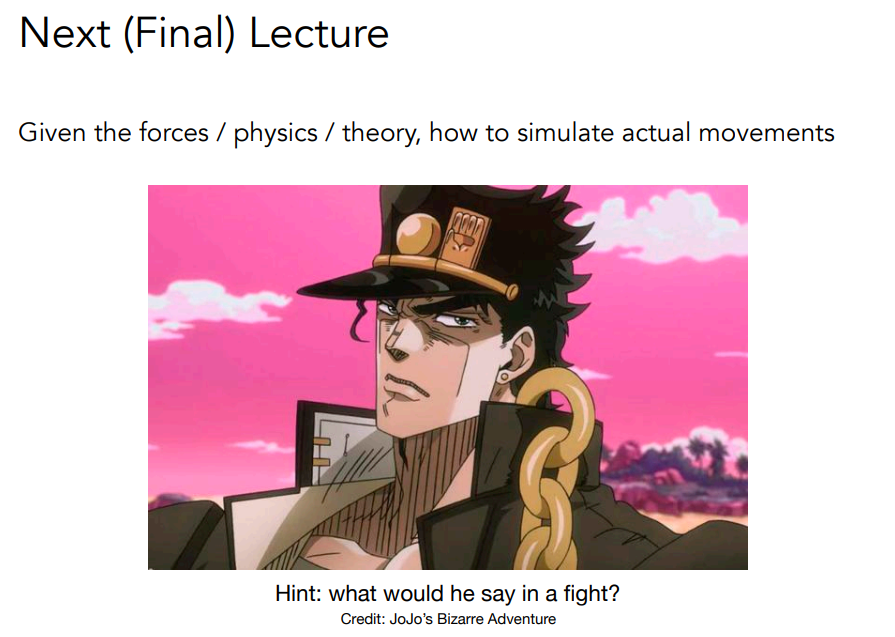 Next (Final) Lecture
Given the forces / physics / theory, how to simulate actual movements
Hint: what would he say in a fight?
Credit: JoJo's Bizarre Adventure